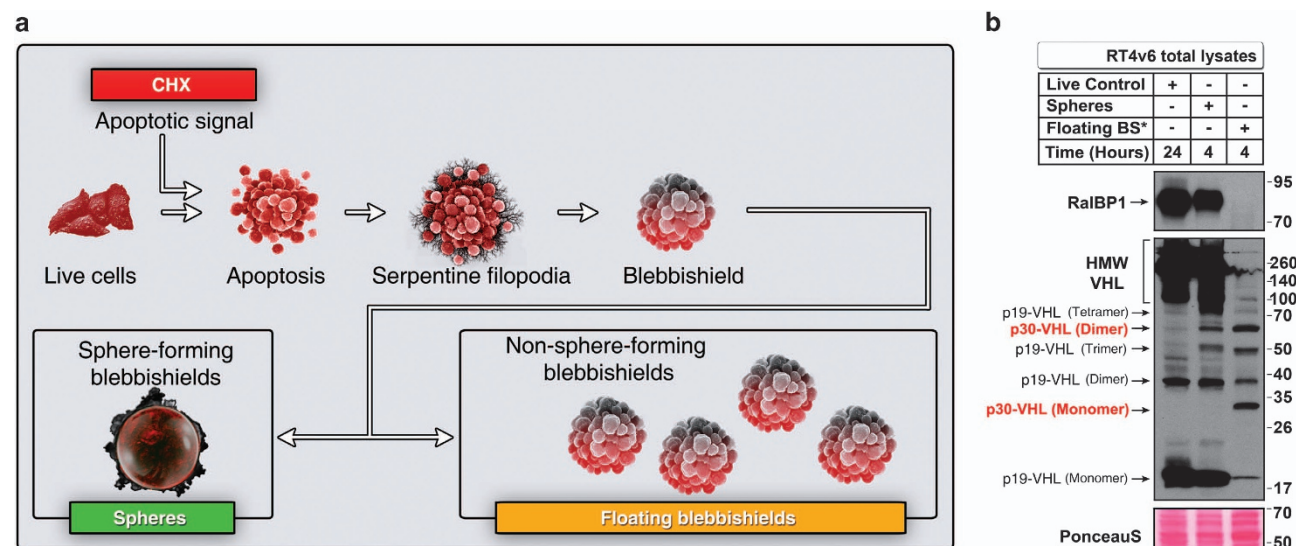 a
CHX
Apoptotic signal
Live cells
Apoptosis
Serpentine filopodia
Blebbishield
Sphere-forming
blebbishields
Spheres
Non-sphere-forming
blebbishields
Floating blebbishields
b
RT4v6 total lysates
Live Control + - -
Spheres - + -
Floating BS* - - +
Time (Hours) 24 4 4
RalBP1
-95
-70
HMW
VHL
p19-VHL (Tetramer)
p30-VHL (Dimer)
p19-VHL (Trimer)
p19-VHL (Dimer)
p30-VHL (Monomer)
p19-VHL (Monomer)
-260
-140
-100
-70
-50
-40
-35
-26
-17
PonceauS
-70
-50